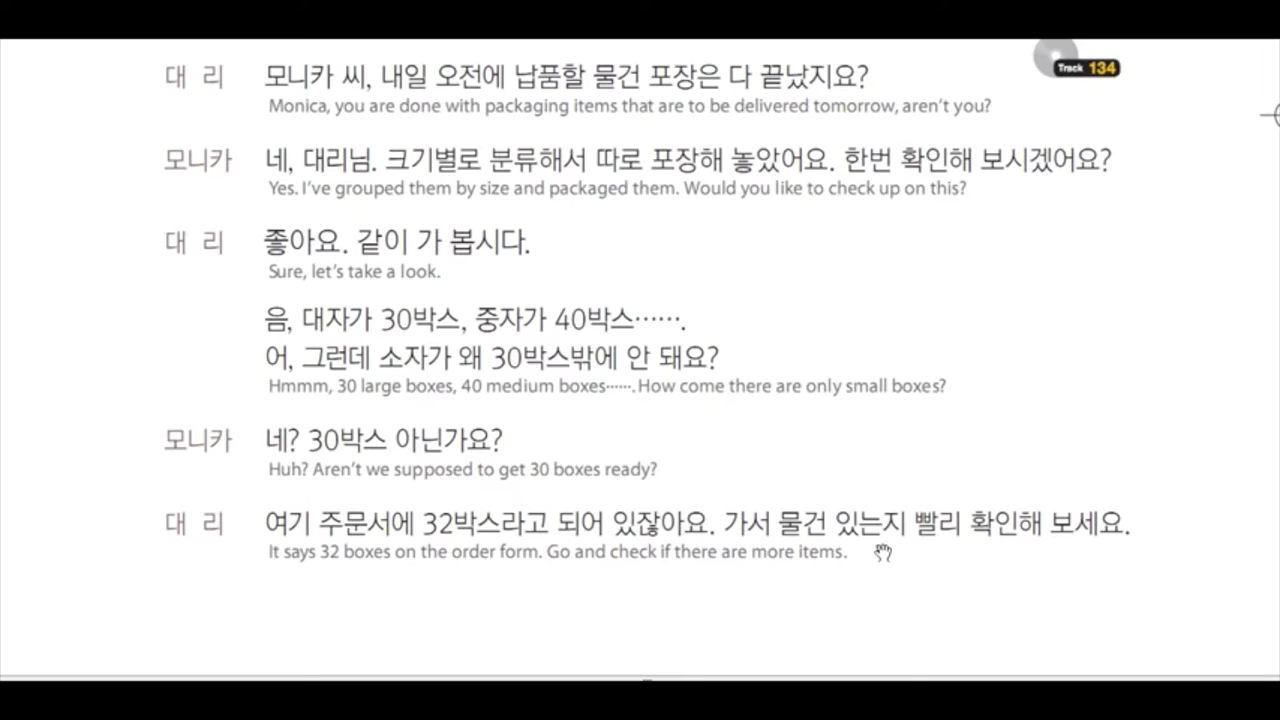 Track 134
대 리 모니카 씨, 내일 오전에 납품할 물건 포장은 다 끝났지요?
Monica, you are done with packaging items that are to be delivered tomorrow, aren't you?
모니카 네, 대리님. 크기별로 분류해서 따로 포장해 놓았어요. 한번 확인해 보시겠어요?
Yes. I've grouped them by size and packaged them. Would you like to check up on this?
대 리 좋아요. 같이 가 봅시다.
Sure, let's take a look.
음, 대자가 30박스, 중자가 40박스…….
어, 그런데 소자가 왜 30박스밖에 안 돼요?
Hmmm, 30 large boxes, 40 medium boxes……. How come there are only small boxes?
모니카 네? 30박스 아닌가요?
Huh? Aren't we supposed to get 30 boxes ready?
대 리 여기 주문서에 32박스라고 되어 있잖아요. 가서 물건 있는지 빨리 확인해 보세요.
It says 32 boxes on the order form. Go and check if there are more items.